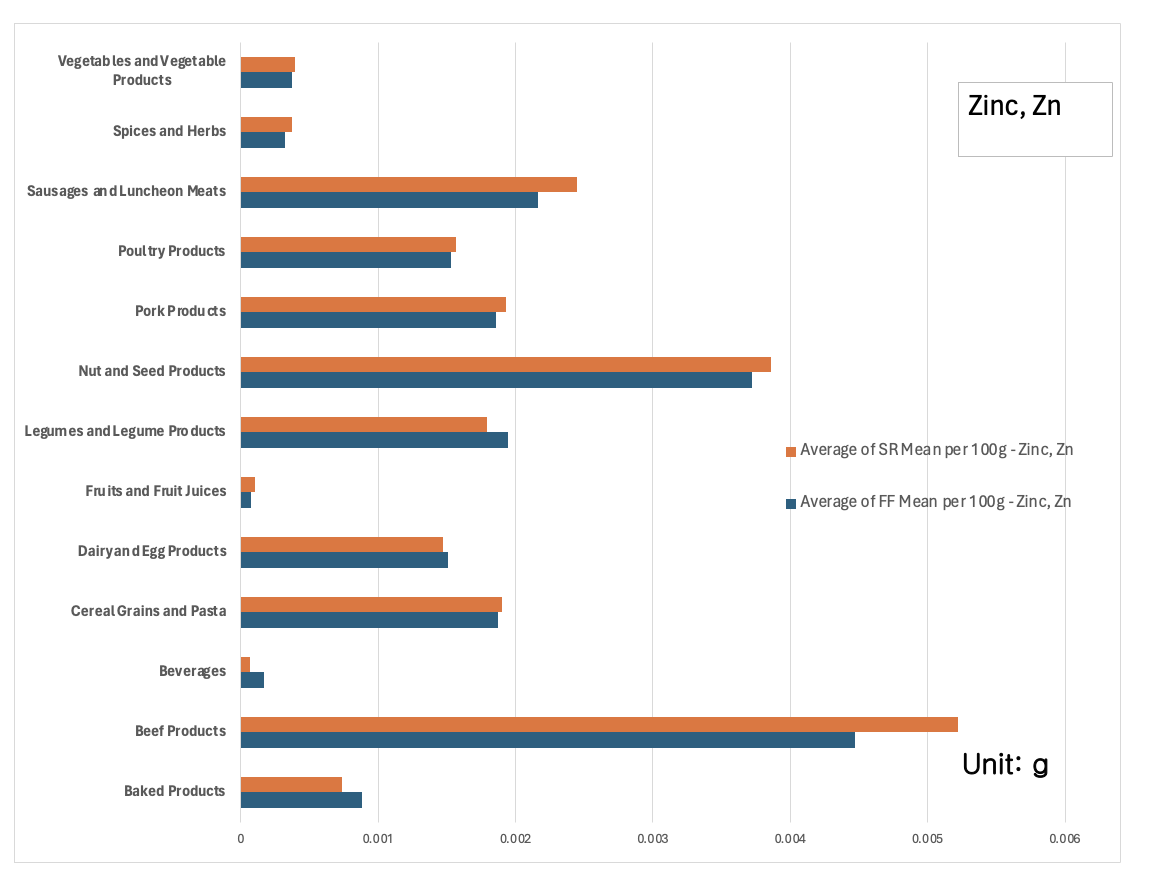 Vegetables and Vegetable
Products
Zinc, Zn
Spices and Herbs
Sausages and Luncheon Meats
Poultry Products
Pork Products
Nut and Seed Products
Legumes and Legume Products
Average of SR Mean per 100g - Zinc, Zn
Fruits and Fruit Juices
Average of FF Mean per 100g - Zinc, Zn
Dairy and Egg Products
Cereal Grains and Pasta
Beverages
Beef Products
Unit: g
Baked Products
0 0.001 0.002 0.003 0.004 0.005 0.006